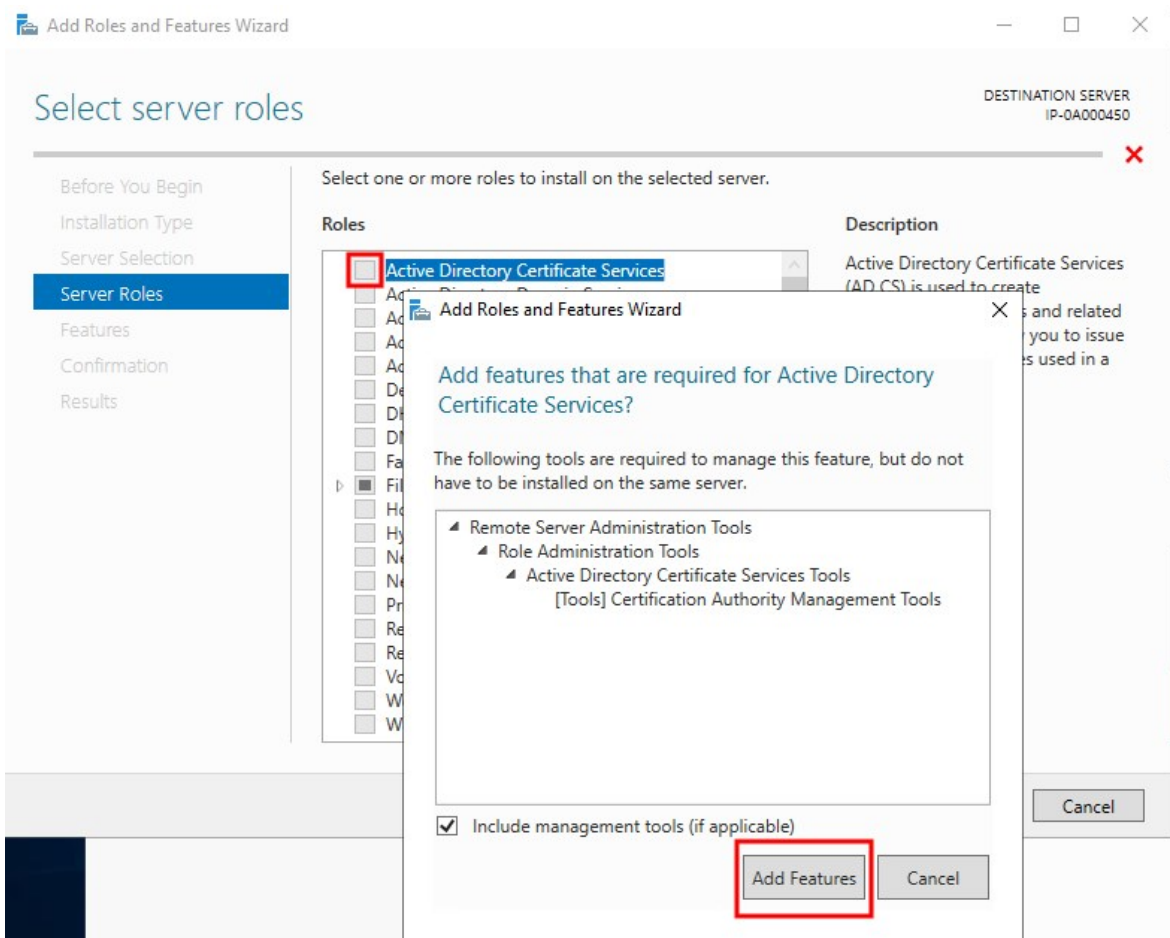 Add Roles and Features Wizard
Select server roles
DESTINATION SERVER
IP-0A000450
Before You Begin
Installation Type
Server Selection
Server Roles
Features
Confirmation
Results
Select one or more roles to install on the selected server.
Roles
Active Directory Certificate Services
Description
Active Directory Certificate Services
(AD CS) is used to create
s and related
you to issue
es used in a
Add Roles and Features Wizard
Add features that are required for Active Directory
Certificate Services?
The following tools are required to manage this feature, but do not
have to be installed on the same server.
Remote Server Administration Tools
Role Administration Tools
Active Directory Certificate Services Tools
[Tools] Certification Authority Management Tools
Include management tools (if applicable)
Add Features
Cancel
Cancel